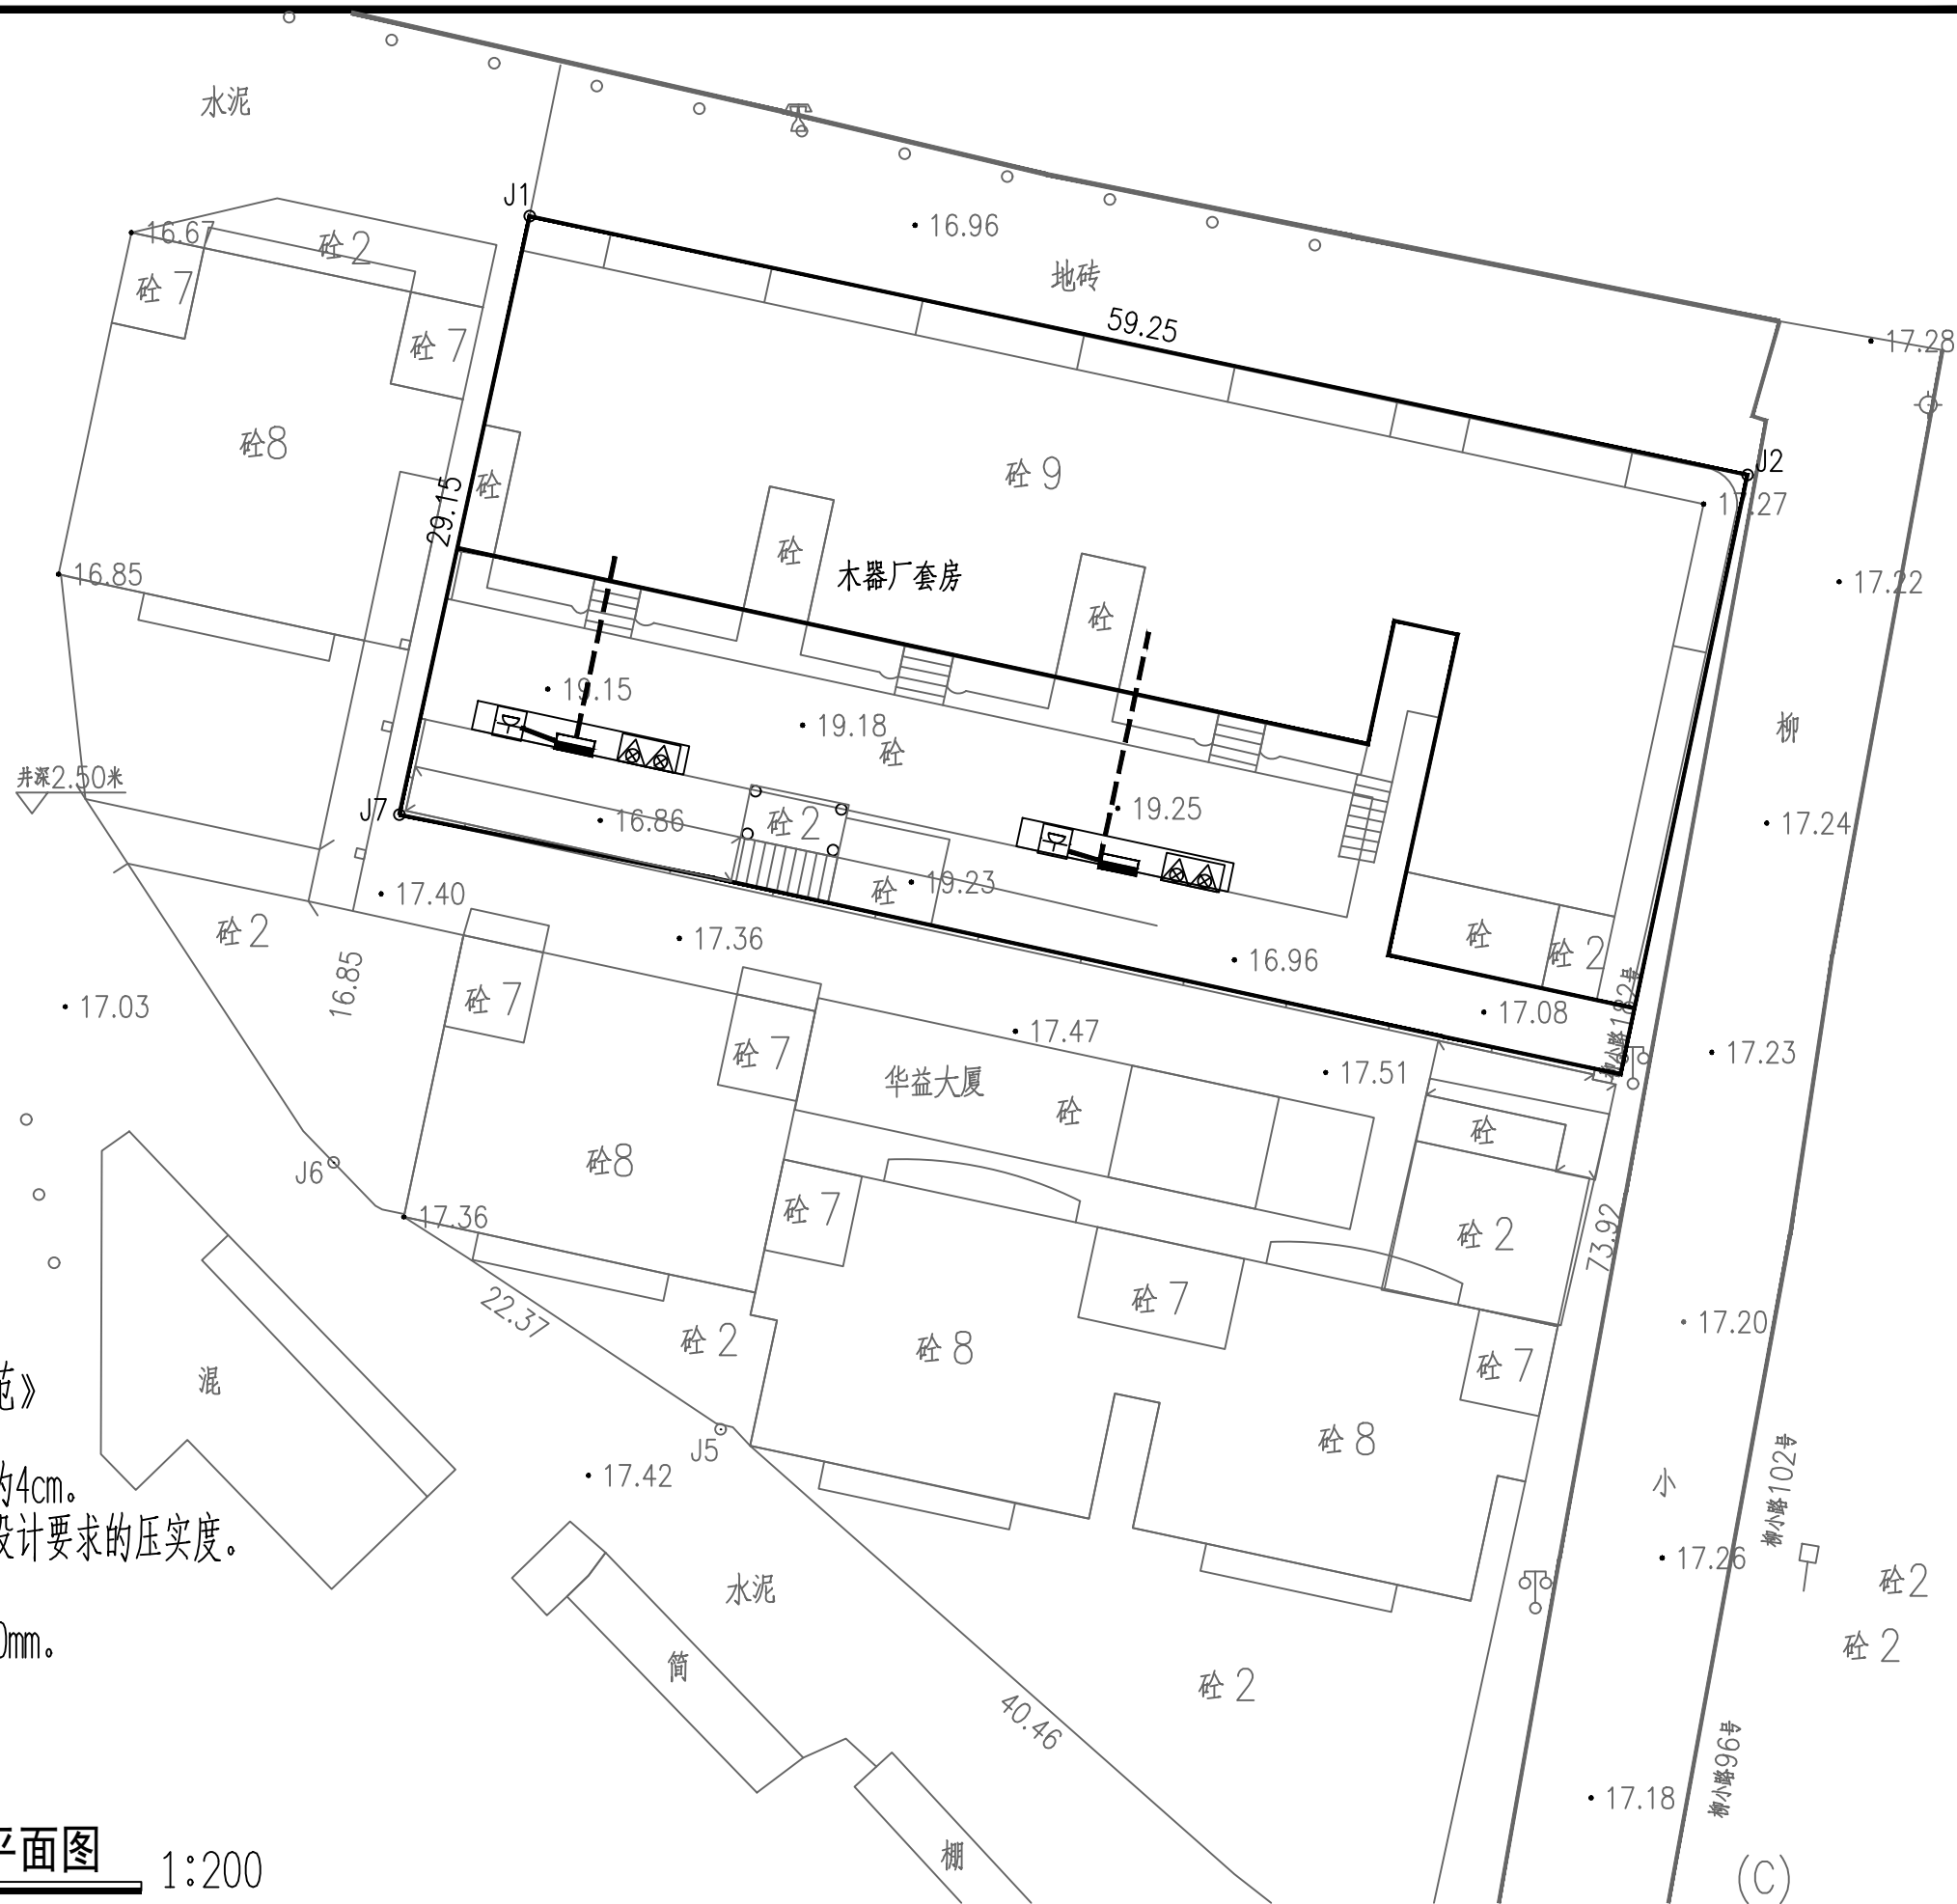 水泥
J1
16.96
16.67
砼2
地砖
砼7
59.25
砼7
17.28
砼8
砼9
J2
17.27
砼
29.15
砼
木器厂套房
16.85
17.22
砼
19.15
19.18
砼
柳
井深2.50米
19.25
J7
16.86
砼2
17.24
17.40
砼
19.23
砼2
17.36
砼
砼2
16.96
16.85
柳小路182号
砼7
17.03
17.08
17.47
砼7
17.23
华益大厦
17.51
砼
砼
砼8
J6
砼7
17.36
砼2
73.92
22.37
砼7
17.20
砼2
砼8
砼7
混
范》
砼8
J5
17.42
小
柳小路102号
的4cm。
设计要求的压实度。
17.26
砼2
水泥
0mm。
砼2
简
砼2
40.46
柳小路96号
17.18
棚
平面图 1:200
(C)